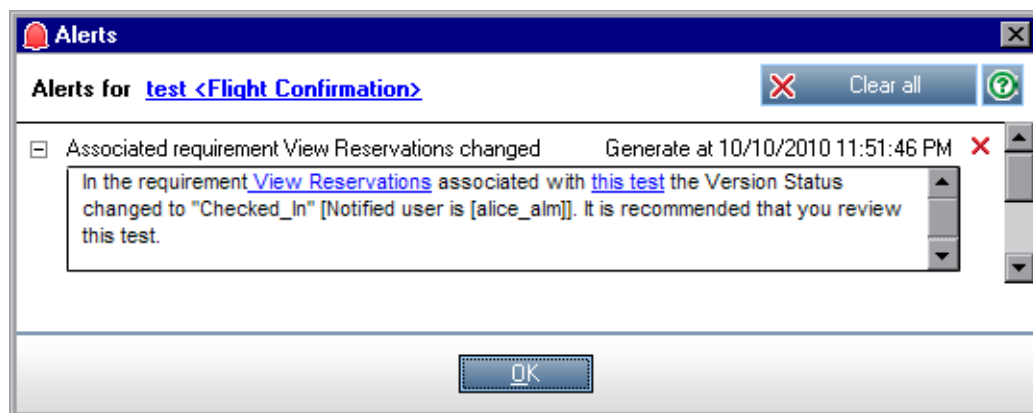 Alerts
Alerts for test <Flight Confirmation>
Clear all
Associated requirement View Reservations changed Generate at 10/10/2010 11:51:46 PM
In the requirement View Reservations associated with this test the Version Status
changed to "Checked_In" [Notified user is [alice_alm]]. It is recommended that you review
this test.
OK